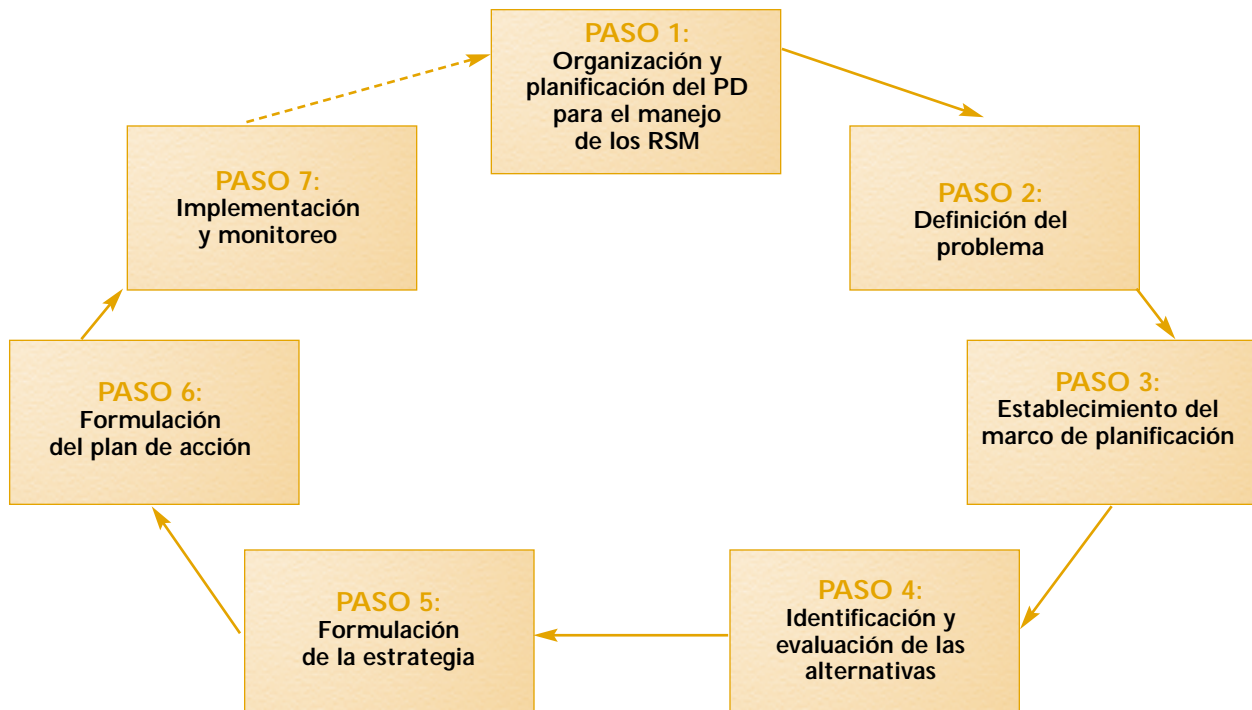 PASO 1:
Organización y
planificación del PD
para el manejo
de los RSM
PASO 2:
Definición del
problema
PASO 3:
Establecimiento del
marco de planificación
PASO 4:
Identificación y
evaluación de las
alternativas
PASO 5:
Formulación
de la estrategia
PASO 6:
Formulación
del plan de acción
PASO 7:
Implementación
y monitoreo